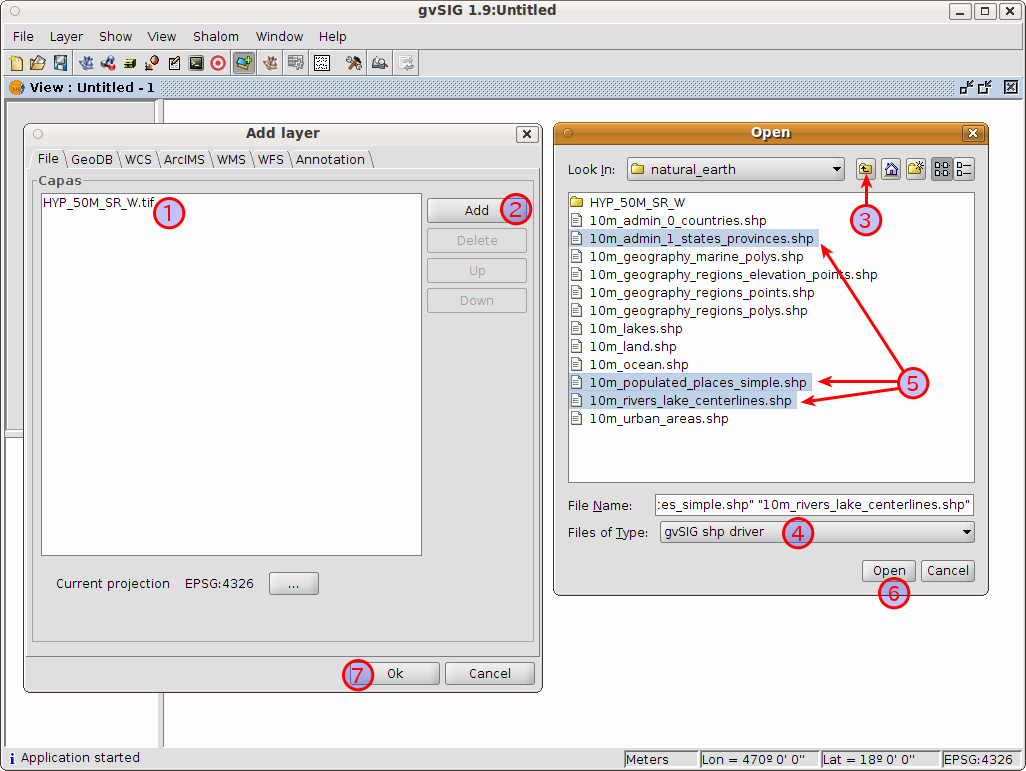 gvSIG 1.9:Untitled
File Layer Show View Shalom Window Help
View : Untitled - 1
Add layer
File GeoDB WCS ArcIMS WMS WFS Annotation
Capas
HYP_50M_SR_W.tif
1
Add
2
Delete
Up
Down
Current projection EPSG:4326 ...
7
Ok
Cancel
Open
Look In: natural_earth
3
HYP_50M_SR_W
10m_admin_0_countries.shp
10m_admin_1_states_provinces.shp
10m_geography_marine_polys.shp
10m_geography_regions_elevation_points.shp
10m_geography_regions_points.shp
10m_geography_regions_polys.shp
10m_lakes.shp
10m_land.shp
10m_ocean.shp
10m_populated_places_simple.shp
10m_rivers_lake_centerlines.shp
10m_urban_areas.shp
5
File Name: :es_simple.shp" "10m_rivers_lake_centerlines.shp"
Files of Type: gvSIG shp driver
4
Open Cancel
6
Application started
Meters Lon = 470º 0' 0'' Lat = 18º 0' 0'' EPSG:4326